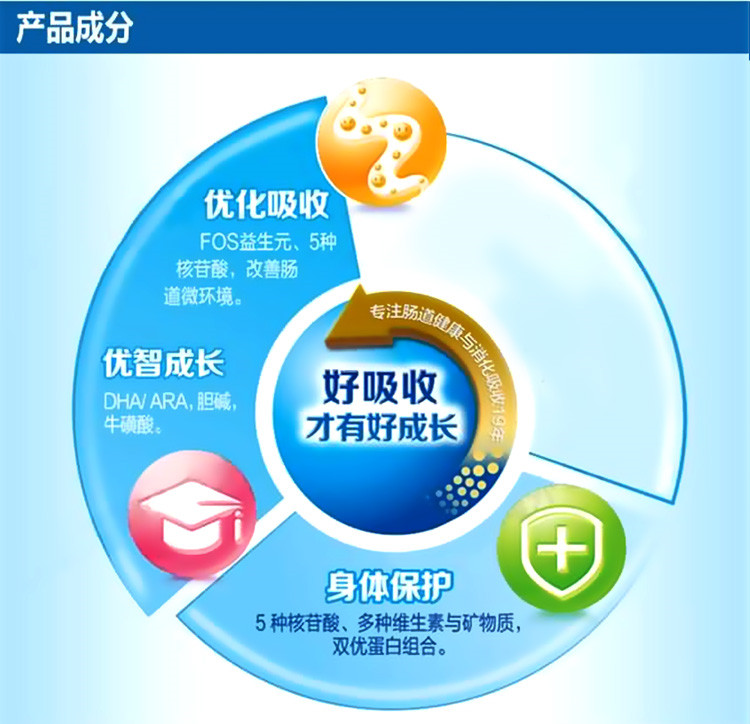 产品成分
优化吸收
FOS益生元、5种
核苷酸，改善肠
道微环境。
专注肠道健康与消化吸收19年
优智成长
DHA/ ARA，胆碱，
牛磺酸。
好吸收
才有好成长
身体保护
5 种核苷酸、多种维生素与矿物质，
双优蛋白组合。